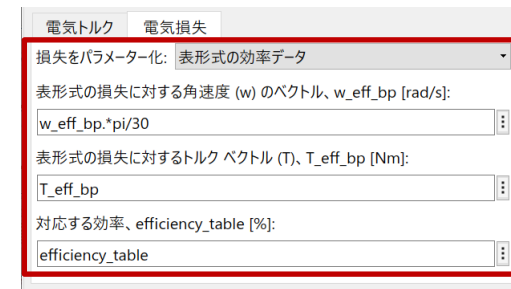 電気トルク 電気損失
損失をパラメーター化: 表形式の効率データ
表形式の損失に対する角速度 (w) のベクトル、w_eff_bp [rad/s]:
w_eff_bp.*pi/30
表形式の損失に対するトルク ベクトル (T)、T_eff_bp [Nm]:
T_eff_bp
対応する効率、efficiency_table [%]:
efficiency_table